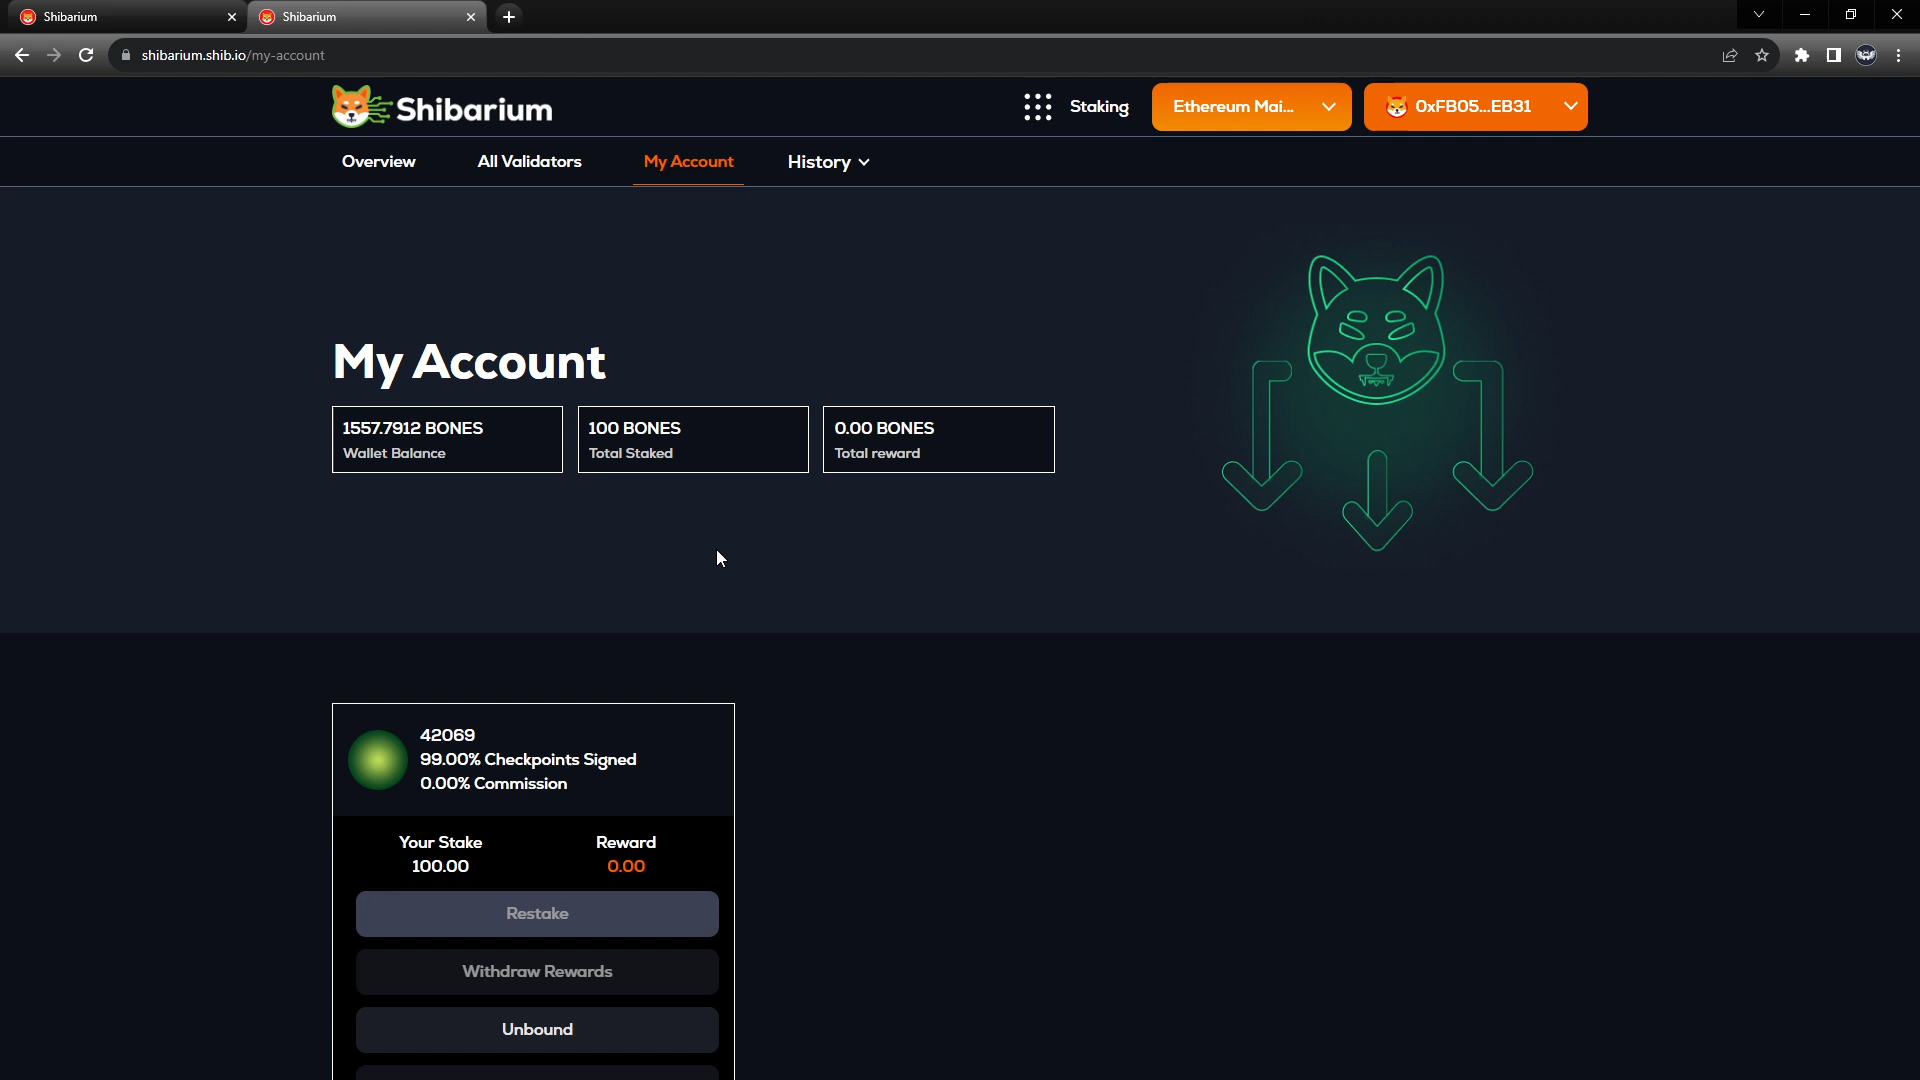 Shibarium
Shibarium
shibarium.shib.io/my-account
Shibarium
Staking
Ethereum Mai...
0xFB05...EB31
Overview
All Validators
My Account
History
My Account
1557.7912 BONES
Wallet Balance
100 BONES
Total Staked
0.00 BONES
Total reward
42069
99.00% Checkpoints Signed
0.00% Commission
Your Stake
Reward
100.00
0.00
Restake
Withdraw Rewards
Unbound